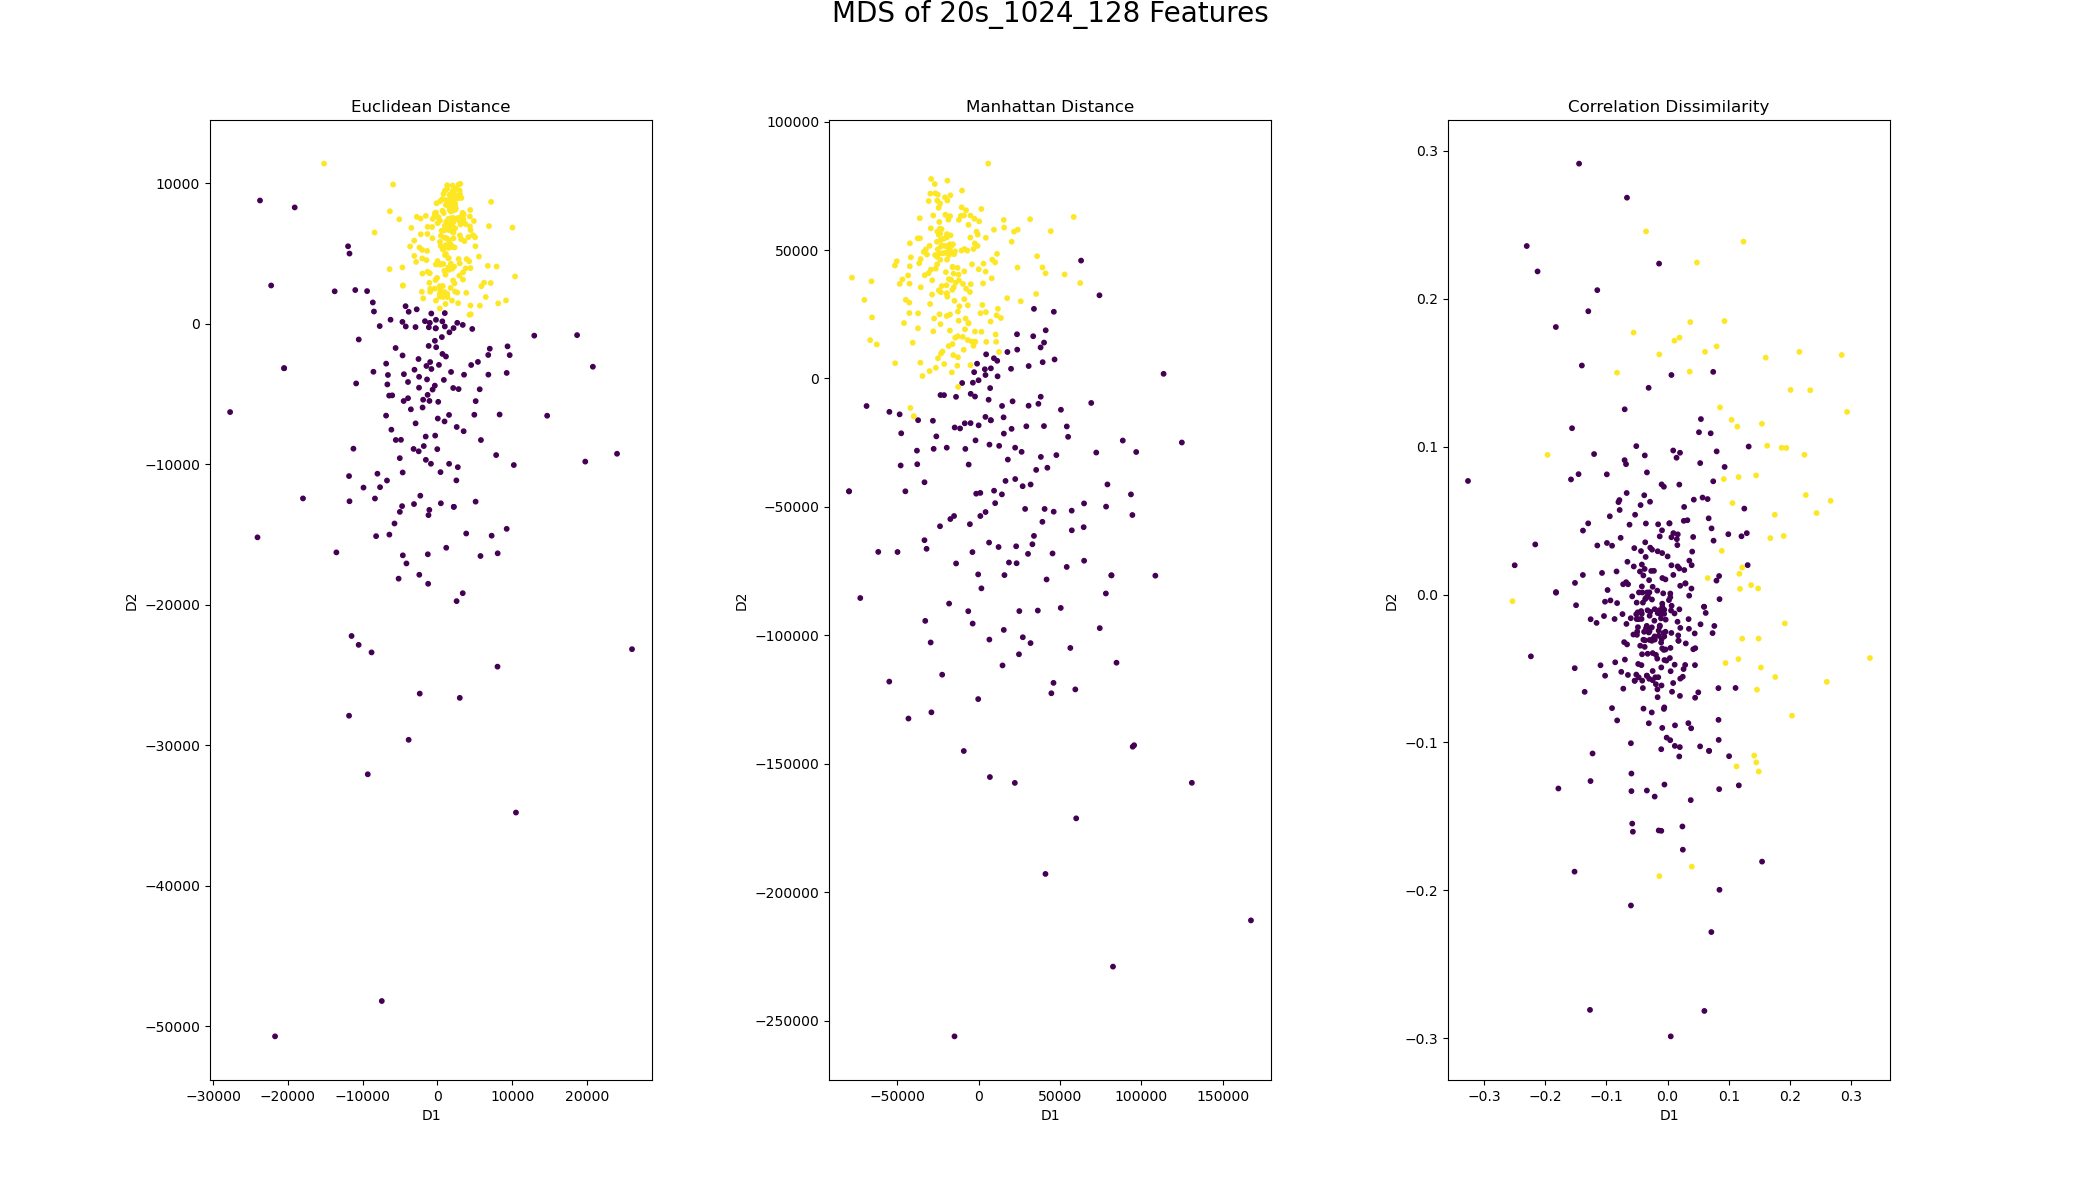 MDS of 20s_1024_128 Features
Euclidean Distance
10000
0
−10000
−20000
−30000
−40000
−50000
D2
−30000 −20000 −10000 0 10000 20000
D1
Manhattan Distance
100000
50000
0
−50000
−100000
−150000
−200000
−250000
D2
−50000 0 50000 100000 150000
D1
Correlation Dissimilarity
0.3
0.2
0.1
0.0
−0.1
−0.2
−0.3
D2
−0.3 −0.2 −0.1 0.0 0.1 0.2 0.3
D1